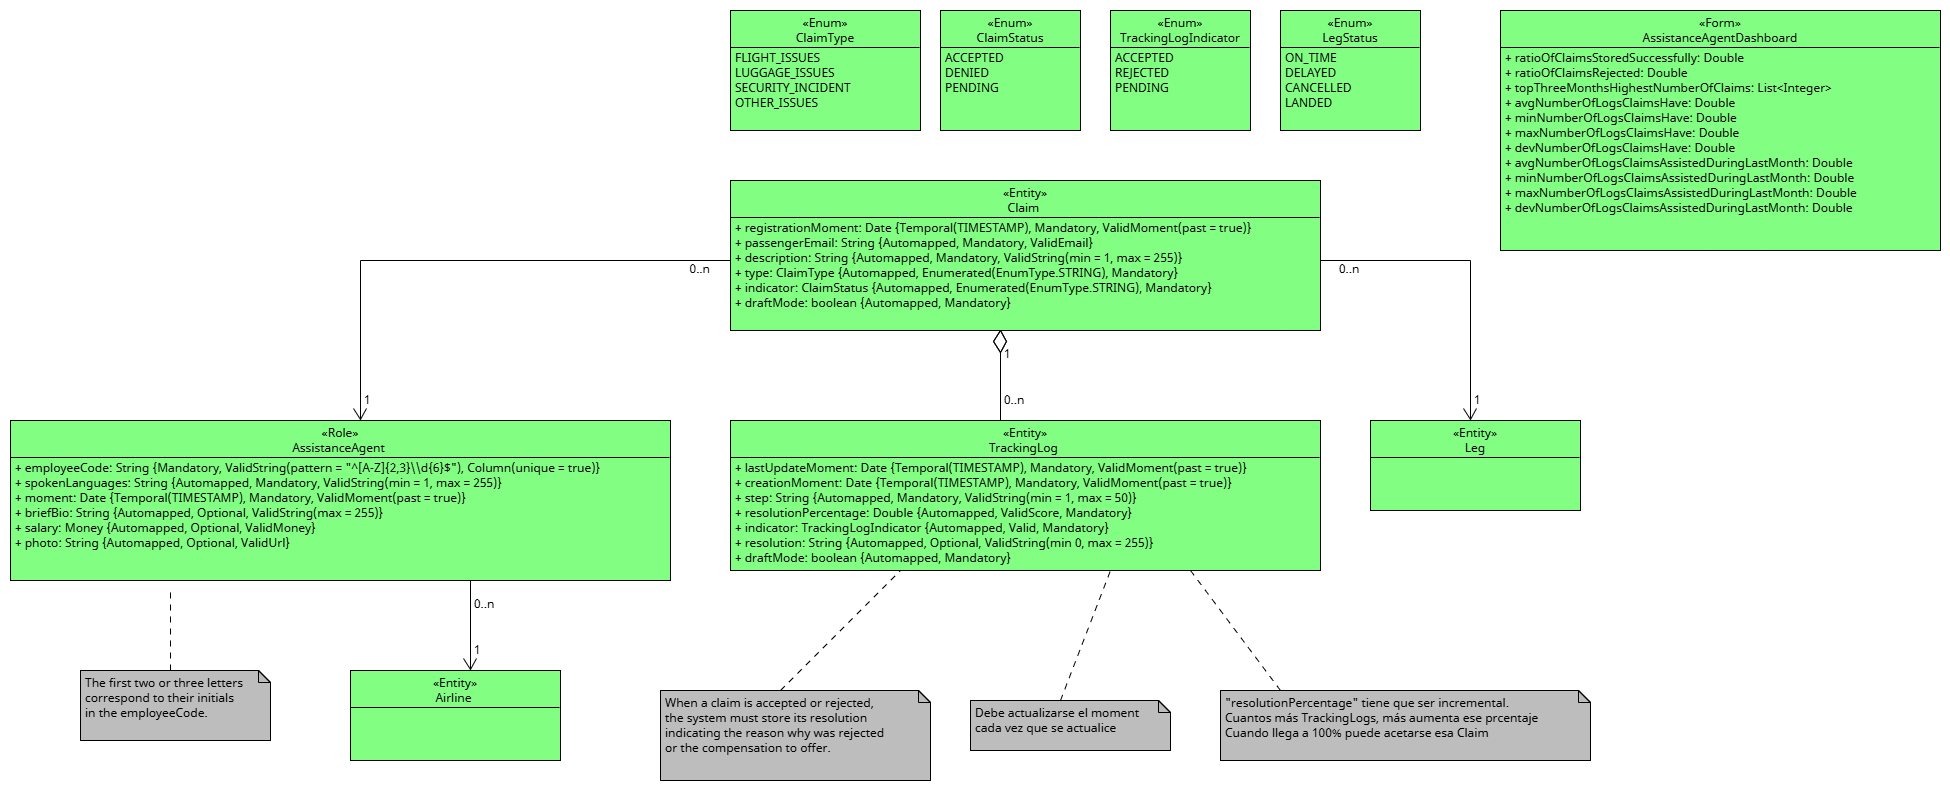 «Enum»
ClaimType
FLIGHT_ISSUES
LUGGAGE_ISSUES
SECURITY_INCIDENT
OTHER_ISSUES
«Enum»
ClaimStatus
ACCEPTED
DENIED
PENDING
«Enum»
TrackingLogIndicator
ACCEPTED
REJECTED
PENDING
«Enum»
LegStatus
ON_TIME
DELAYED
CANCELLED
LANDED
«Form»
AssistanceAgentDashboard
+ ratioOfClaimsStoredSuccessfully: Double
+ ratioOfClaimsRejected: Double
+ topThreeMonthsHighestNumberOfClaims: List<Integer>
+ avgNumberOfLogsClaimsHave: Double
+ minNumberOfLogsClaimsHave: Double
+ maxNumberOfLogsClaimsHave: Double
+ devNumberOfLogsClaimsHave: Double
+ avgNumberOfLogsClaimsAssistedDuringLastMonth: Double
+ minNumberOfLogsClaimsAssistedDuringLastMonth: Double
+ maxNumberOfLogsClaimsAssistedDuringLastMonth: Double
+ devNumberOfLogsClaimsAssistedDuringLastMonth: Double
«Entity»
Claim
+ registrationMoment: Date {Temporal(TIMESTAMP), Mandatory, ValidMoment(past = true)}
+ passengerEmail: String {Automapped, Mandatory, ValidEmail}
+ description: String {Automapped, Mandatory, ValidString(min = 1, max = 255)}
+ type: ClaimType {Automapped, Enumerated(EnumType.STRING), Mandatory}
+ indicator: ClaimStatus {Automapped, Enumerated(EnumType.STRING), Mandatory}
+ draftMode: boolean {Automapped, Mandatory}
0..n
0..n
1
1
0..n
1
«Role»
AssistanceAgent
+ employeeCode: String {Mandatory, ValidString(pattern = "^[A-Z]{2,3}\\d{6}$"), Column(unique = true)}
+ spokenLanguages: String {Automapped, Mandatory, ValidString(min = 1, max = 255)}
+ moment: Date {Temporal(TIMESTAMP), Mandatory, ValidMoment(past = true)}
+ briefBio: String {Automapped, Optional, ValidString(max = 255)}
+ salary: Money {Automapped, Optional, ValidMoney}
+ photo: String {Automapped, Optional, ValidUrl}
«Entity»
TrackingLog
+ lastUpdateMoment: Date {Temporal(TIMESTAMP), Mandatory, ValidMoment(past = true)}
+ creationMoment: Date {Temporal(TIMESTAMP), Mandatory, ValidMoment(past = true)}
+ step: String {Automapped, Mandatory, ValidString(min = 1, max = 50)}
+ resolutionPercentage: Double {Automapped, ValidScore, Mandatory}
+ indicator: TrackingLogIndicator {Automapped, Valid, Mandatory}
+ resolution: String {Automapped, Optional, ValidString(min 0, max = 255)}
+ draftMode: boolean {Automapped, Mandatory}
«Entity»
Leg
0..n
1
The first two or three letters
correspond to their initials
in the employeeCode.
«Entity»
Airline
When a claim is accepted or rejected,
the system must store its resolution
indicating the reason why was rejected
or the compensation to offer.
Debe actualizarse el moment
cada vez que se actualice
"resolutionPercentage" tiene que ser incremental.
Cuantos más TrackingLogs, más aumenta ese prcentaje
Cuando llega a 100% puede acetarse esa Claim